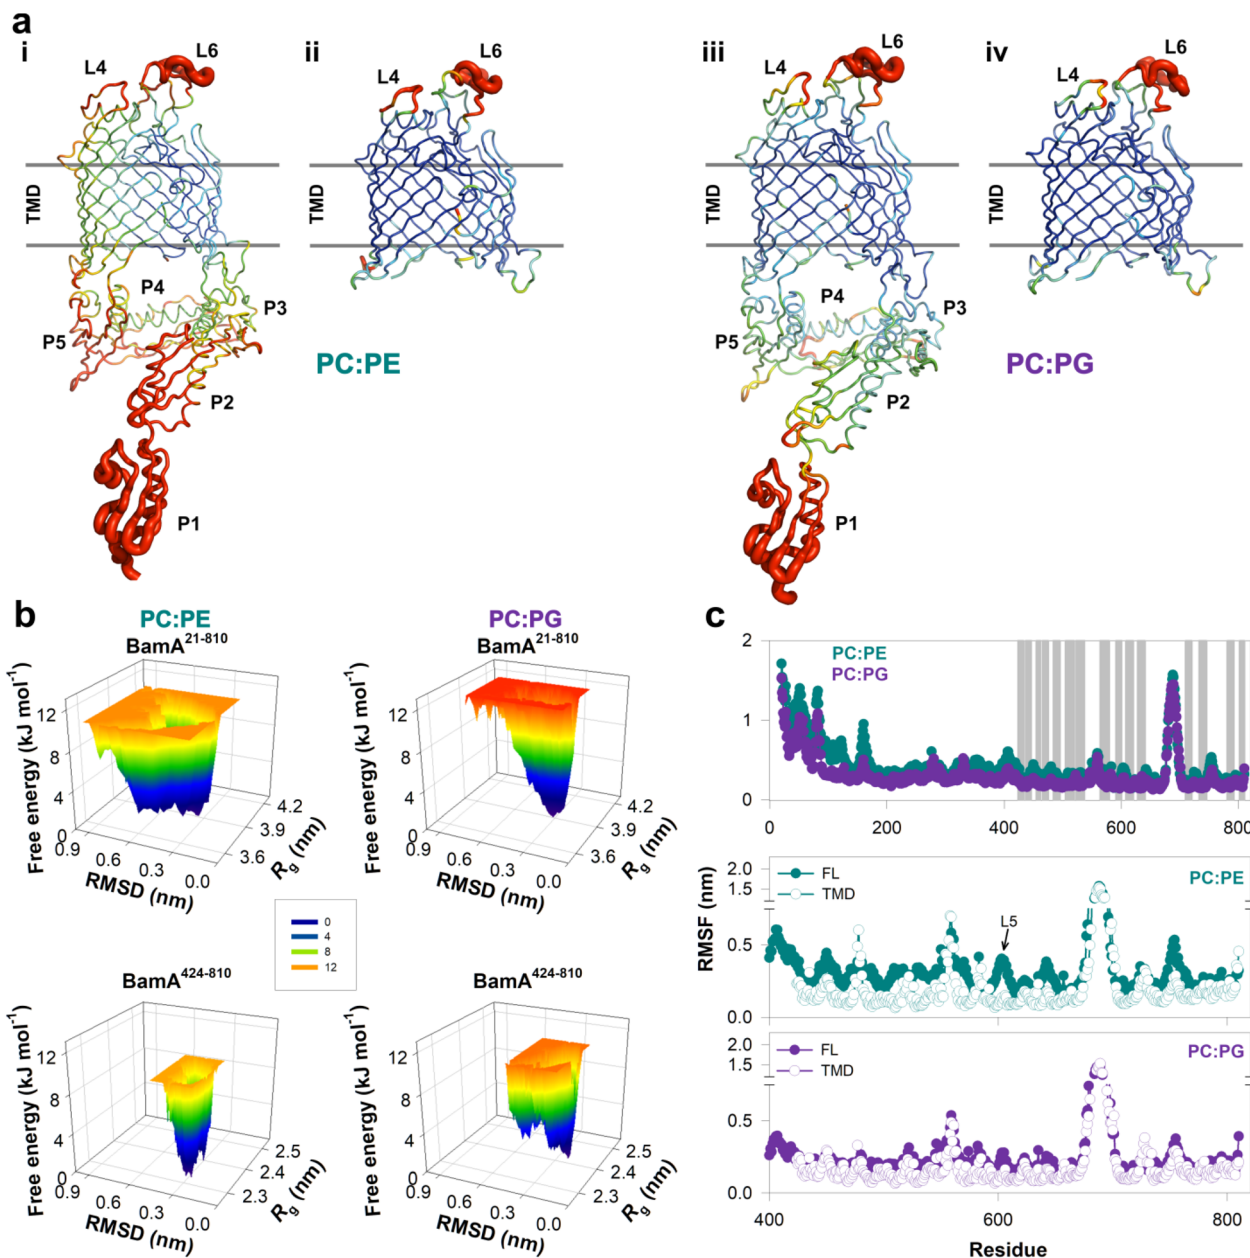 a
i
ii
iii
iv
L4
L6
L6
L4
L6
L4
L6
TMD
TMD
P4
P3
P5
P2
P1
PC:PE
P4
P3
P5
P2
P1
PC:PG
b
PC:PE
BamA21-810
Free energy (kJ mol-1)
12
8
4
0
0.9
0.6
0.3
0.0
RMSD (nm)
4.2
3.9
3.6
Rg (nm)
PC:PG
BamA21-810
Free energy (kJ mol-1)
12
8
4
0
0.9
0.6
0.3
0.0
RMSD (nm)
4.2
3.9
3.6
Rg (nm)
0
4
8
12
BamA424-810
Free energy (kJ mol-1)
12
8
4
0
0.9
0.6
0.3
0.0
RMSD (nm)
2.5
2.4
2.3
Rg (nm)
BamA424-810
Free energy (kJ mol-1)
12
8
4
0
0.9
0.6
0.3
0.0
RMSD (nm)
2.5
2.4
2.3
Rg (nm)
c
2
1
0
PC:PE
PC:PG
0 200 400 600 800
RMSF (nm)
2.0
1.5
0.5
0.0
FL
TMD
L5
PC:PE
2.0
1.5
0.5
0.0
FL
TMD
PC:PG
400 600 800
Residue